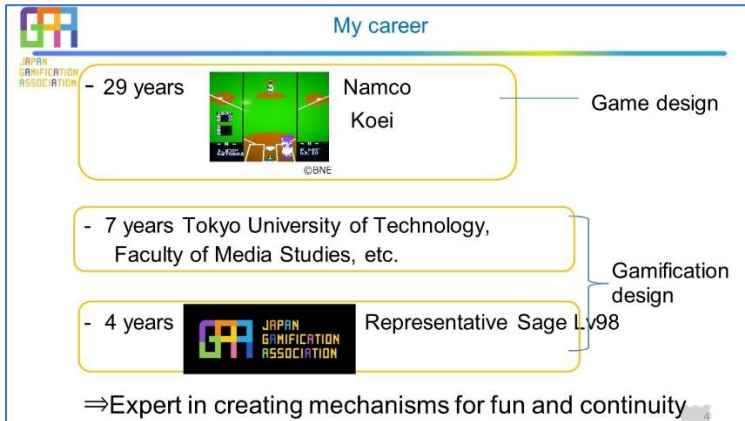 My career
JAPAN
GAMIFICATION
ASSOCIATION
- 29 years
Namco
Koei
©BNE
Game design
- 7 years Tokyo University of Technology,
Faculty of Media Studies, etc.
Gamification
design
- 4 years
JAPAN
GAMIFICATION
ASSOCIATION
Representative Sage Lv98
⇒Expert in creating mechanisms for fun and continuity
4